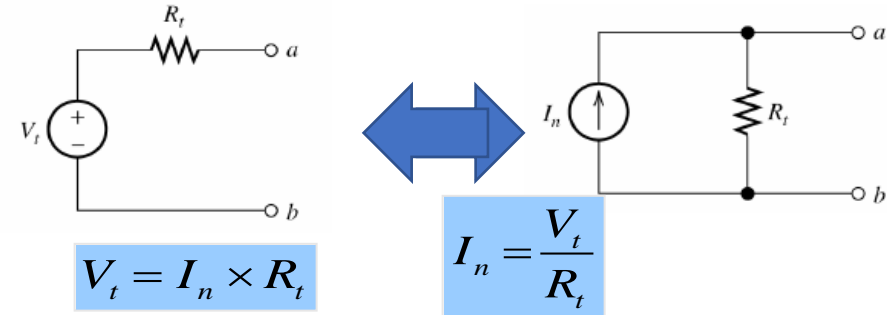 R_t
a
V_t
+
−
b
I_n
a
R_t
b
V_t = I_n × R_t
I_n = V_t / R_t